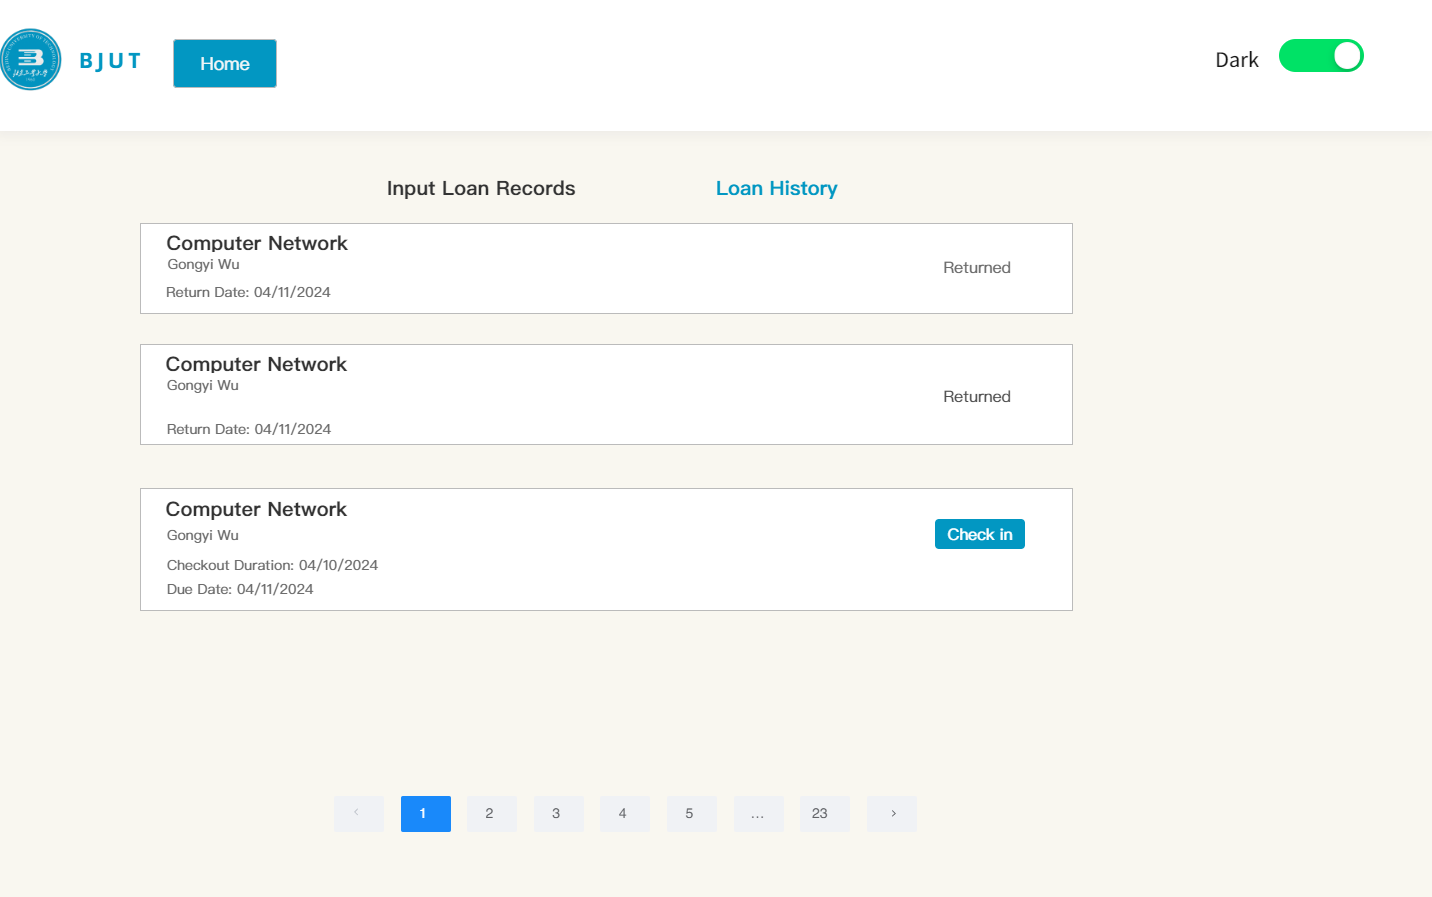 BJUT
Home
Dark
Input Loan Records
Loan History
Computer Network
Gongyi Wu
Returned
Return Date: 04/11/2024
Computer Network
Gongyi Wu
Returned
Return Date: 04/11/2024
Computer Network
Gongyi Wu
Check in
Checkout Duration: 04/10/2024
Due Date: 04/11/2024
‹ 1 2 3 4 5 ... 23 ›